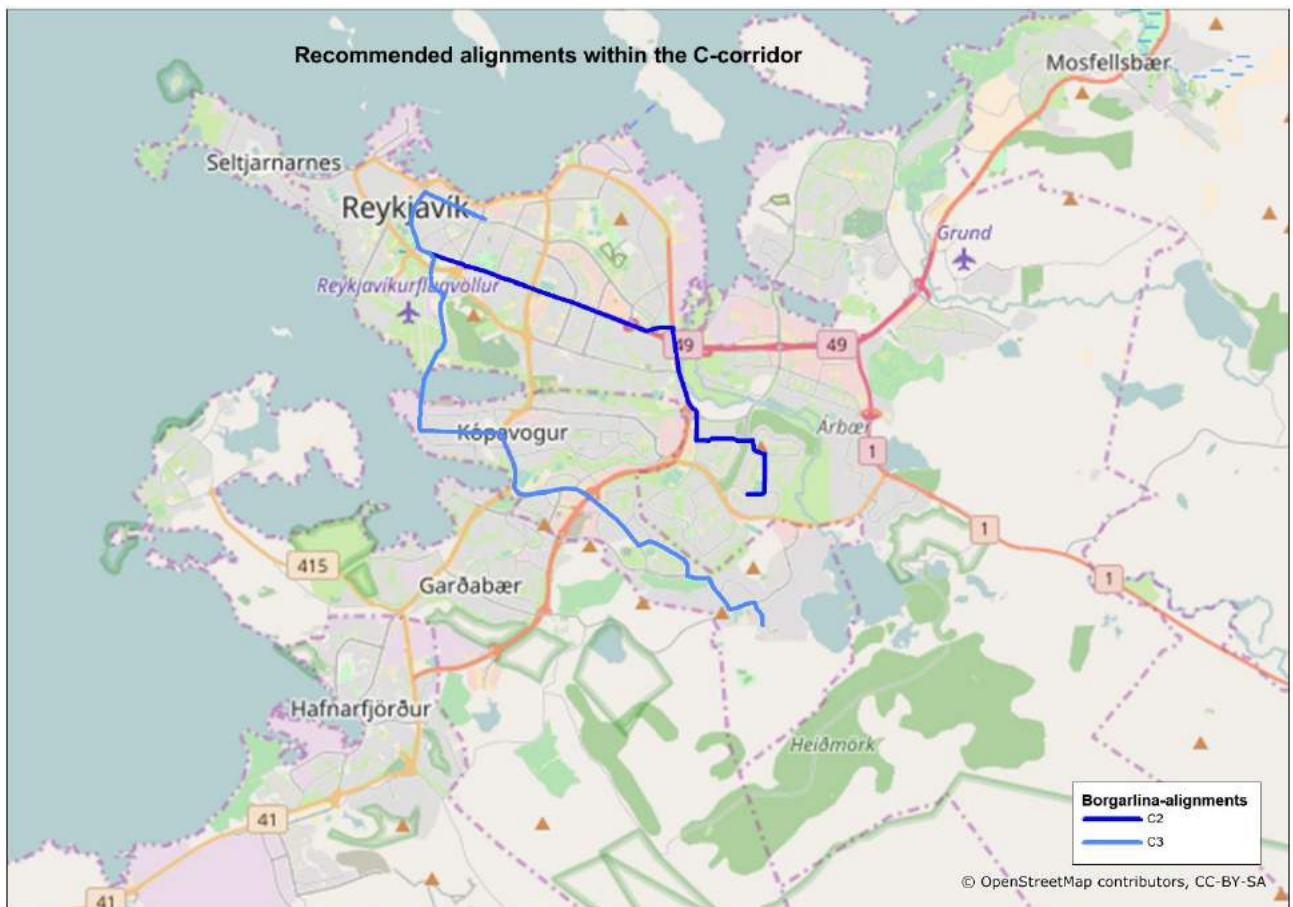 Recommended alignments within the C-corridor
Mosfellsbær
Seltjarnarnes
Reykjavík
Grund
Reykjavíkurflugvöllur
49
49
Kópavogur
Árbær
1
1
415
Garðabær
1
Hafnarfjörður
Heiðmörk
41
41
Borgarlina-alignments
C2
C3
© OpenStreetMap contributors, CC-BY-SA